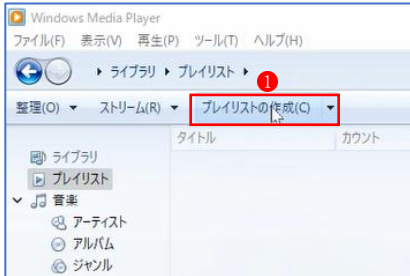 Windows Media Player
ファイル(F) 表示(V) 再生(P) ツール(T) ヘルプ(H)
ライブラリ プレイリスト
1
整理(O) ストリーム(R) プレイリストの作成(C)
タイトル カウント
ライブラリ
プレイリスト
音楽
アーティスト
アルバム
ジャンル